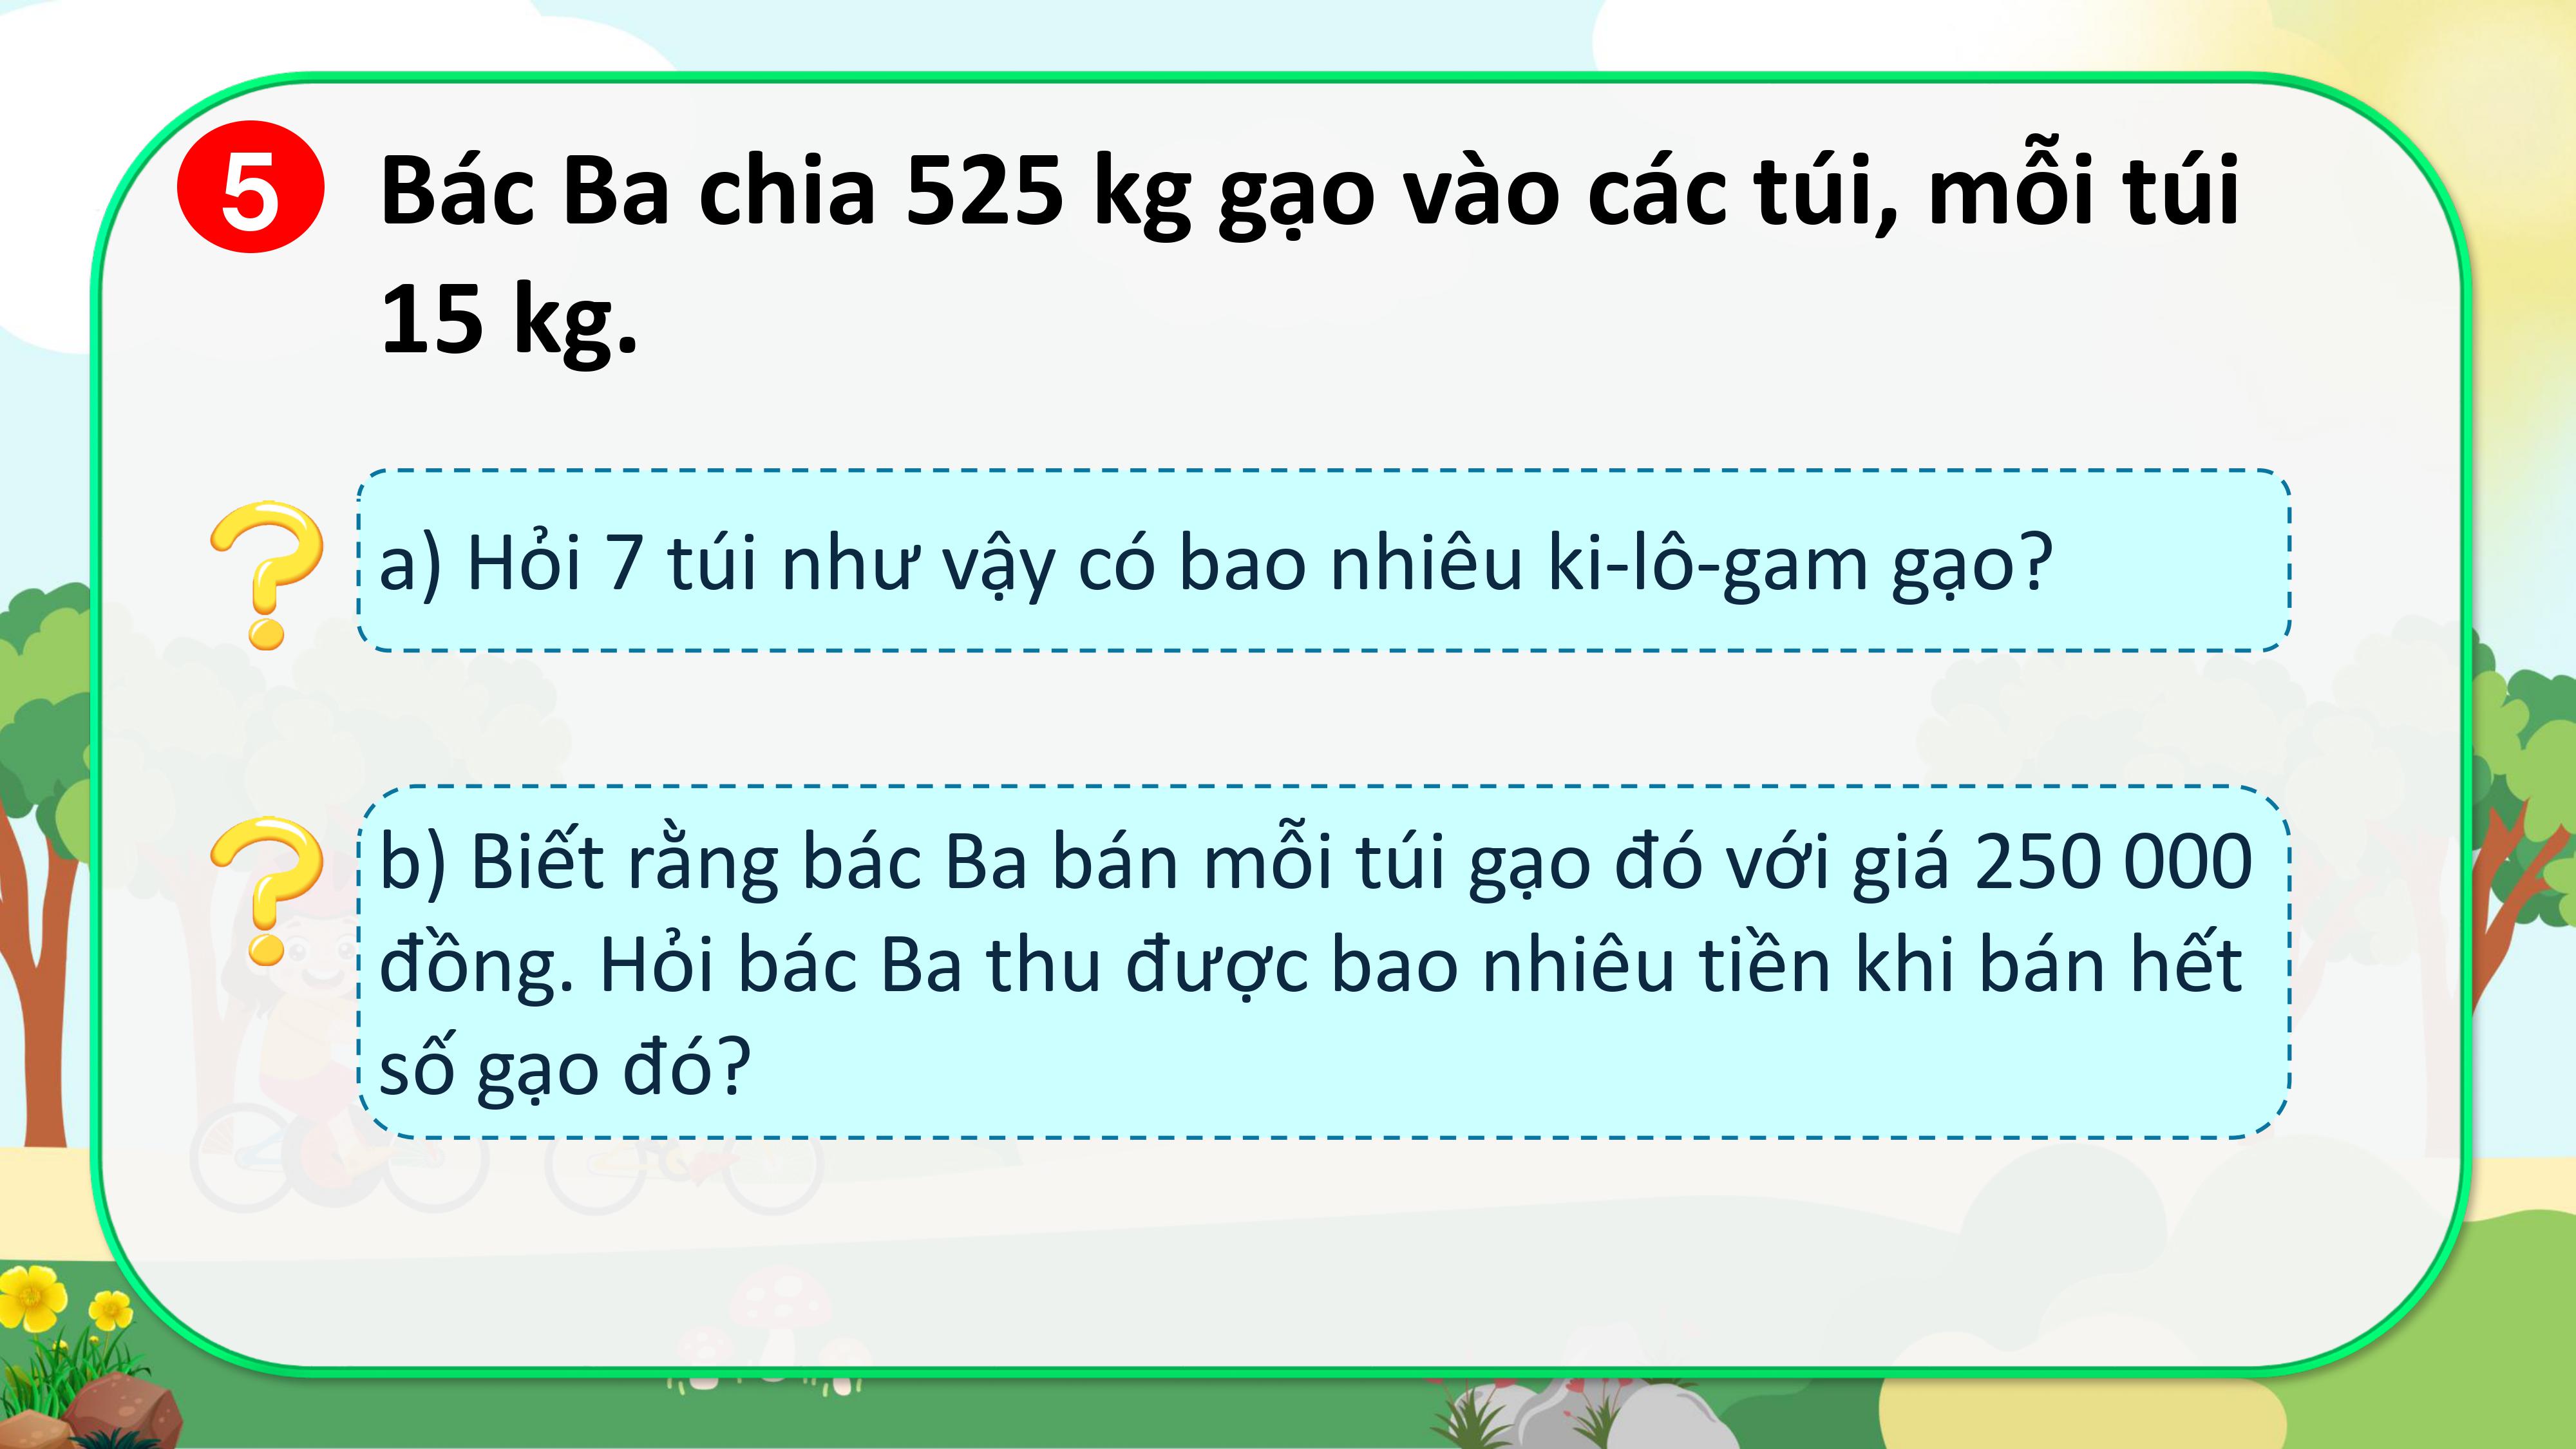 5 Bác Ba chia 525 kg gạo vào các túi, mỗi túi
15 kg.
a) Hỏi 7 túi như vậy có bao nhiêu ki-lô-gam gạo?
b) Biết rằng bác Ba bán mỗi túi gạo đó với giá 250 000
đồng. Hỏi bác Ba thu được bao nhiêu tiền khi bán hết
số gạo đó?